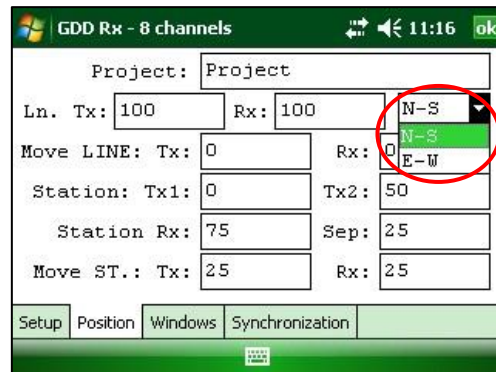 GDD Rx - 8 channels 11:16 ok
Project: Project
Ln. Tx: 100 Rx: 100 N-S
N-S
Move LINE: Tx: 0 Rx: 0 E-W
Station: Tx1: 0 Tx2: 50
Station Rx: 75 Sep: 25
Move ST.: Tx: 25 Rx: 25
Setup Position Windows Synchronization